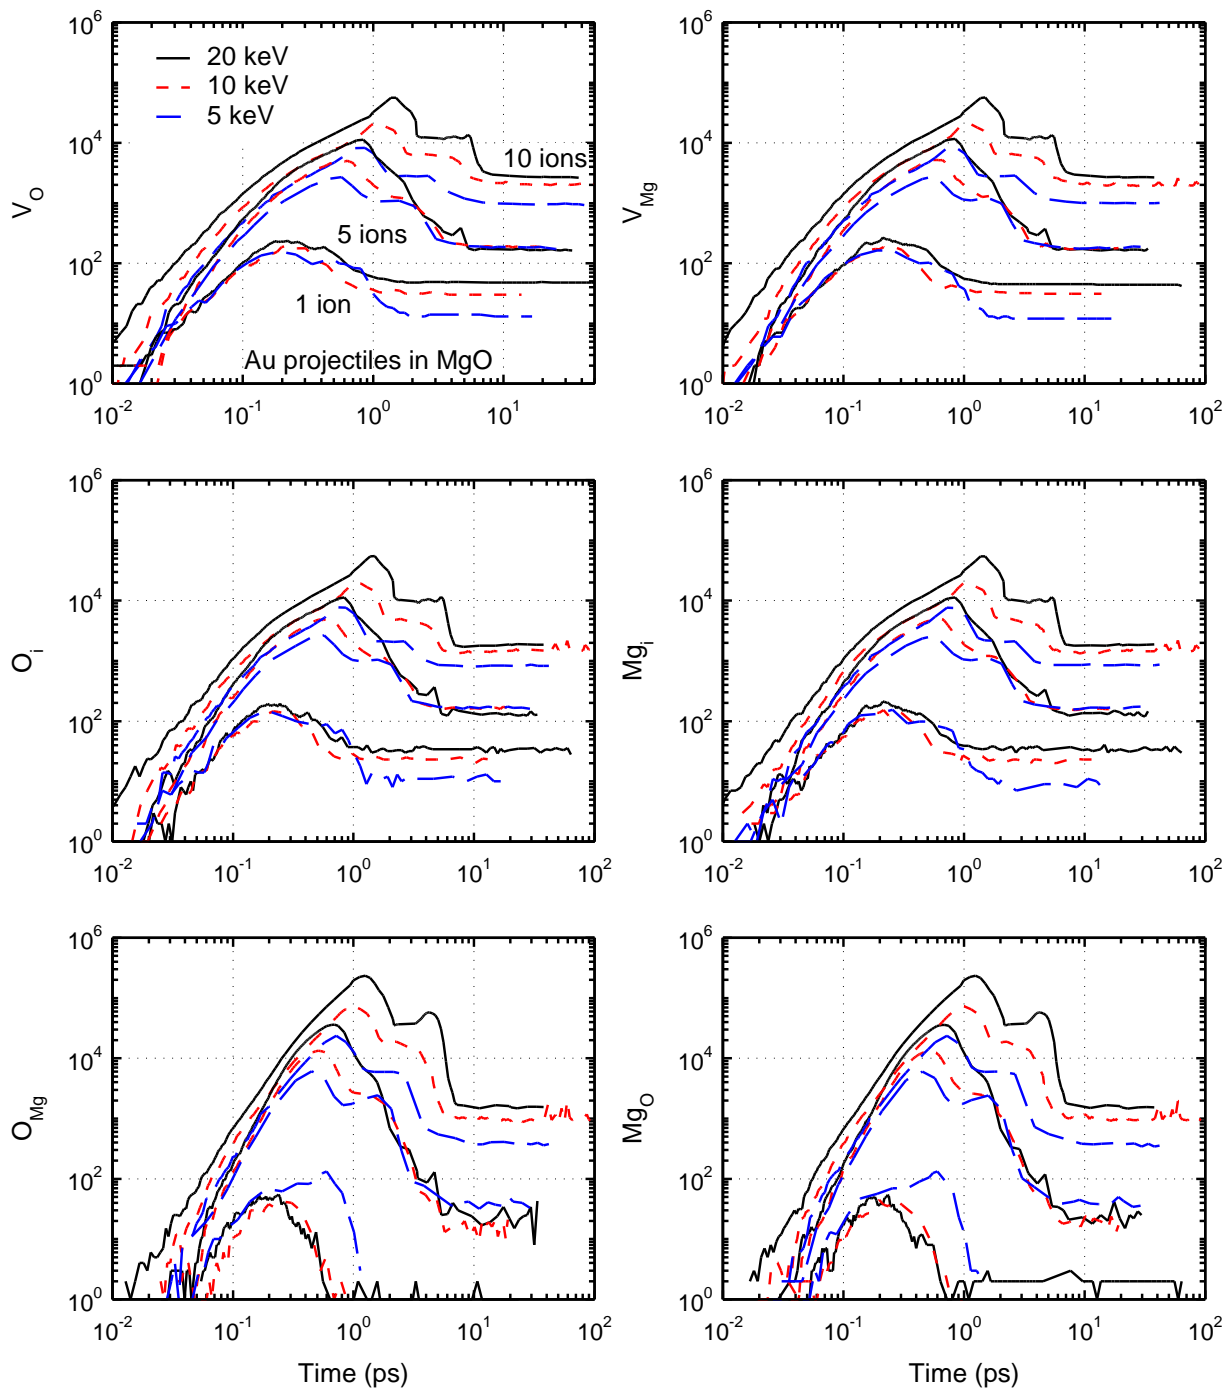 10^6
10^4
10^2
10^0
V_O
20 keV
10 keV
5 keV
10 ions
5 ions
1 ion
Au projectiles in MgO
10^-2 10^-1 10^0 10^1
10^6
10^4
10^2
10^0
V_Mg
10^-2 10^-1 10^0 10^1 10^2
10^6
10^4
10^2
10^0
O_i
10^-2 10^-1 10^0 10^1 10^2
10^6
10^4
10^2
10^0
Mg_i
10^-2 10^-1 10^0 10^1 10^2
10^6
10^4
10^2
10^0
O_Mg
10^-2 10^-1 10^0 10^1 10^2
Time (ps)
10^6
10^4
10^2
10^0
Mg_O
10^-2 10^-1 10^0 10^1 10^2
Time (ps)